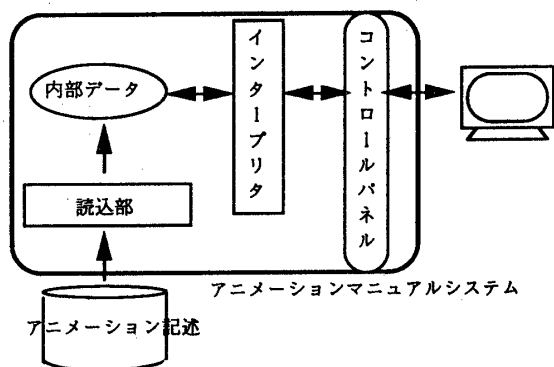 内部データ
インタープリタ
コントロールパネル
読込部
アニメーションマニュアルシステム
アニメーション記述